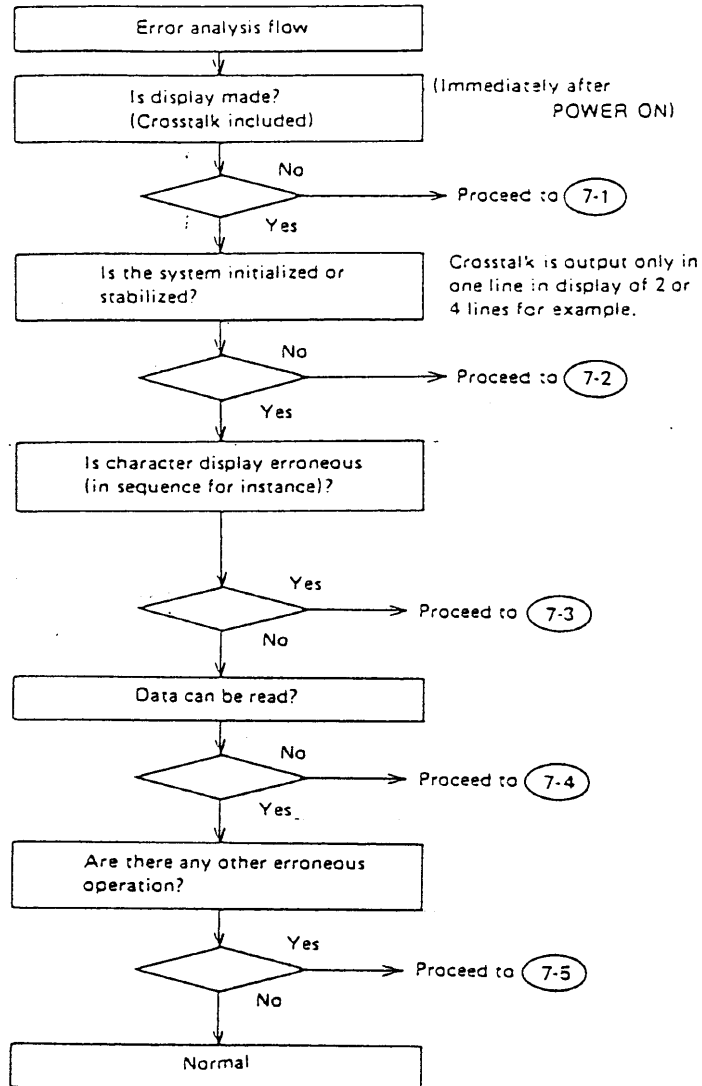 Error analysis flow
Is display made?
(Crosstalk included)
(Immediately after
POWER ON)
No
Proceed to 7-1
Yes
Is the system initialized or
stabilized?
Crosstalk is output only in
one line in display of 2 or
4 lines for example.
No
Proceed to 7-2
Yes
Is character display erroneous
(in sequence for instance)?
Yes
Proceed to 7-3
No
Data can be read?
No
Proceed to 7-4
Yes
Are there any other erroneous
operation?
Yes
Proceed to 7-5
No
Normal